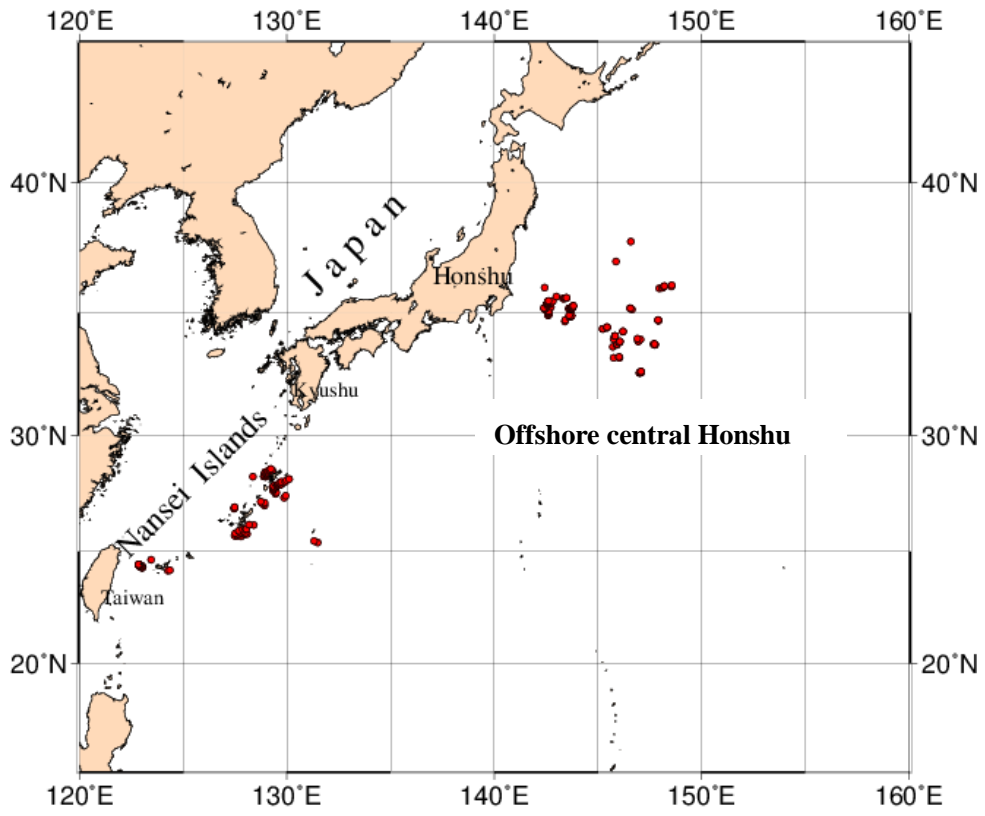 120°E 130°E 140°E 150°E 160°E
40°N 40°N
Japan
Honshu
Kyushu
30°N Offshore central Honshu 30°N
Nansei Islands
Taiwan
20°N 20°N
120°E 130°E 140°E 150°E 160°E